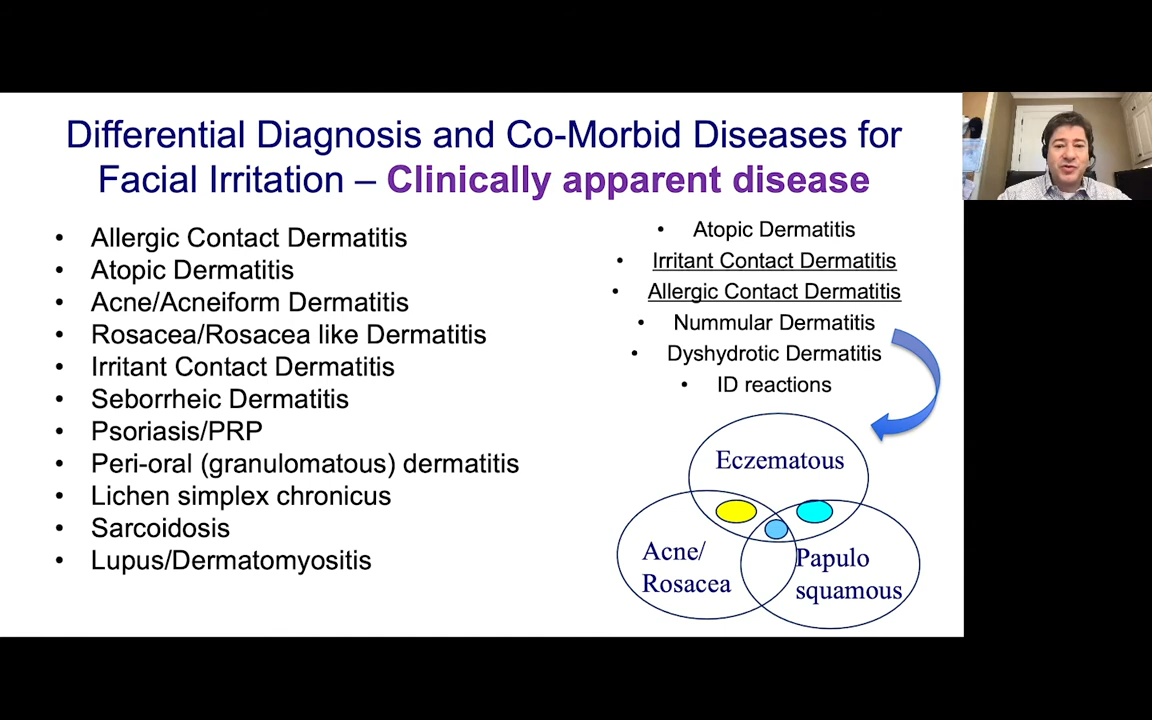 Differential Diagnosis and Co-Morbid Diseases for
Facial Irritation – Clinically apparent disease
• Allergic Contact Dermatitis
• Atopic Dermatitis
• Acne/Acneiform Dermatitis
• Rosacea/Rosacea like Dermatitis
• Irritant Contact Dermatitis
• Seborrheic Dermatitis
• Psoriasis/PRP
• Peri-oral (granulomatous) dermatitis
• Lichen simplex chronicus
• Sarcoidosis
• Lupus/Dermatomyositis
• Atopic Dermatitis
• Irritant Contact Dermatitis
• Allergic Contact Dermatitis
• Nummular Dermatitis
• Dyshydrotic Dermatitis
• ID reactions
Eczematous
Acne/
Rosacea
Papulo
squamous